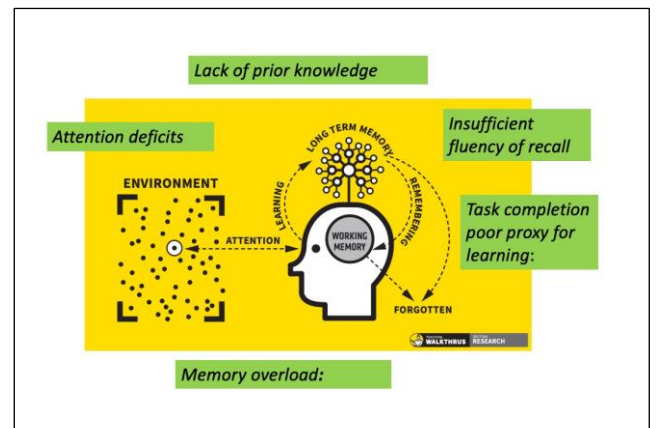 Lack of prior knowledge
Attention deficits
Insufficient
fluency of recall
LONG TERM MEMORY
ENVIRONMENT
LEARNING
REMEMBERING
ATTENTION
WORKING
MEMORY
Task completion
poor proxy for
learning:
FORGOTTEN
WALKTHRUS
RESEARCH
Memory overload: